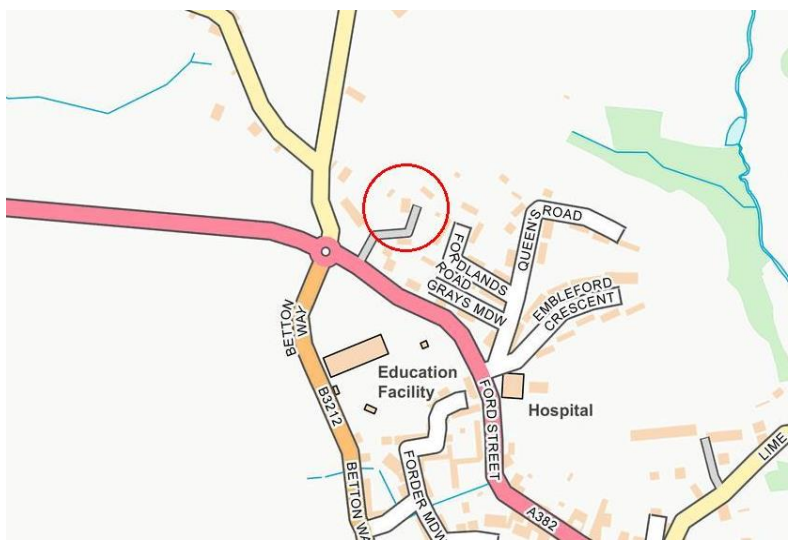 QUEEN'S
ROAD
FORDLANDS
ROAD
GRAYS MDW
EMBLEFORD
CRESCENT
BETTON
WAY
Education
Facility
B3212
FORD STREET
Hospital
BETTON WA
FORDER MDW
LIME
A382